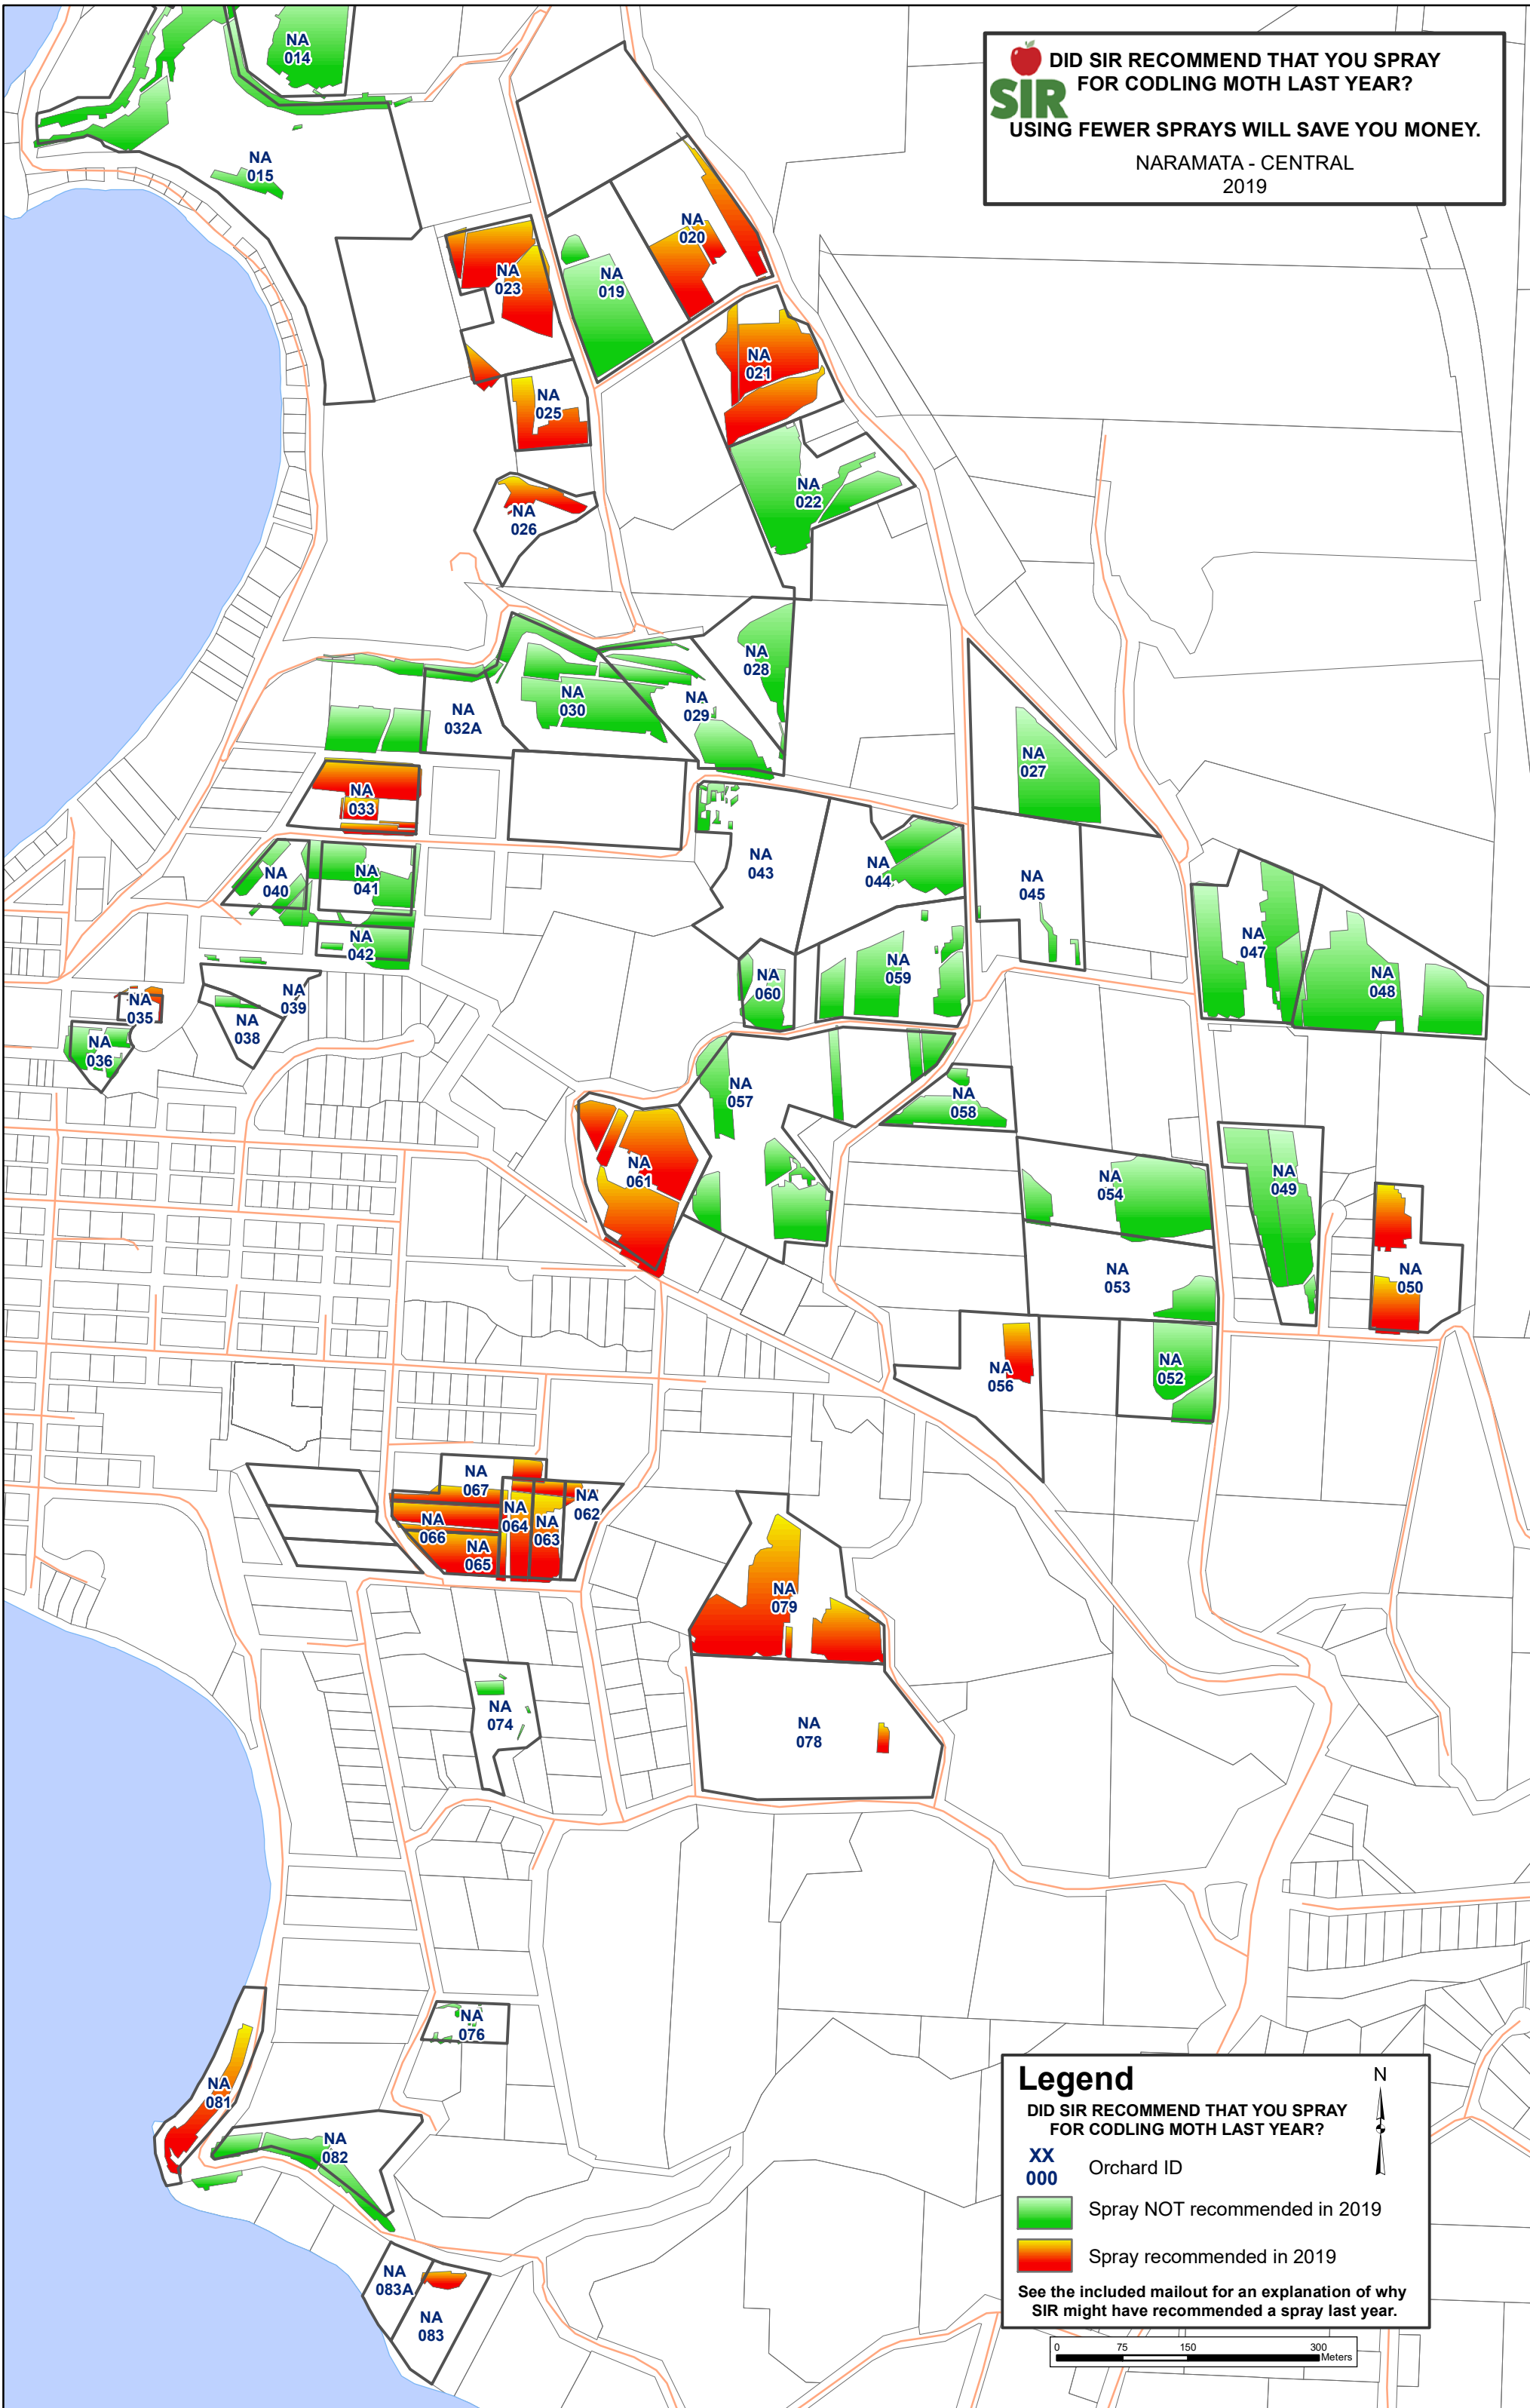 DID SIR RECOMMEND THAT YOU SPRAY
FOR CODLING MOTH LAST YEAR?
SIR
USING FEWER SPRAYS WILL SAVE YOU MONEY.
NARAMATA - CENTRAL
2019
NA
014
NA
015
NA
020
NA
023
NA
019
NA
021
NA
025
NA
022
NA
026
NA
028
NA
030
NA
029
NA
032A
NA
027
NA
033
NA
043
NA
044
NA
045
NA
040
NA
041
NA
042
NA
047
NA
048
NA
059
NA
060
NA
039
NA
035
NA
038
NA
036
NA
057
NA
058
NA
061
NA
054
NA
049
NA
053
NA
050
NA
056
NA
052
NA
067
NA
062
NA
064
NA
063
NA
066
NA
065
NA
079
NA
074
NA
078
NA
076
NA
081
NA
082
NA
083A
NA
083
Legend
N
DID SIR RECOMMEND THAT YOU SPRAY
FOR CODLING MOTH LAST YEAR?
XX
000
Orchard ID
Spray NOT recommended in 2019
Spray recommended in 2019
See the included mailout for an explanation of why
SIR might have recommended a spray last year.
0 75 150 300
Meters